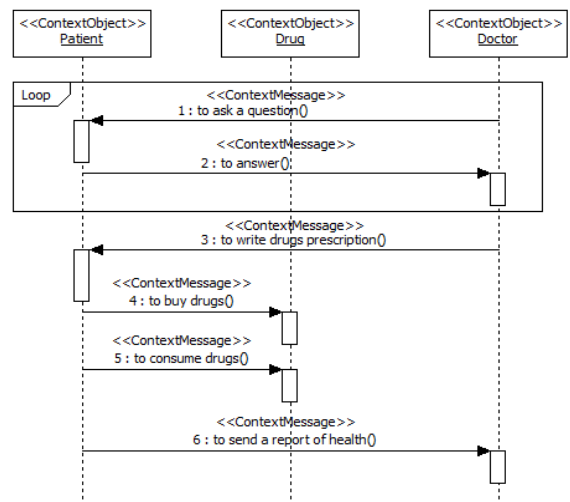 <<ContextObject>>
Patient
<<ContextObject>>
Drug
<<ContextObject>>
Doctor
Loop
<<ContextMessage>>
1 : to ask a question()
<<ContextMessage>>
2 : to answer()
<<ContextMessage>>
3 : to write drugs prescription()
<<ContextMessage>>
4 : to buy drugs()
<<ContextMessage>>
5 : to consume drugs()
<<ContextMessage>>
6 : to send a report of health()